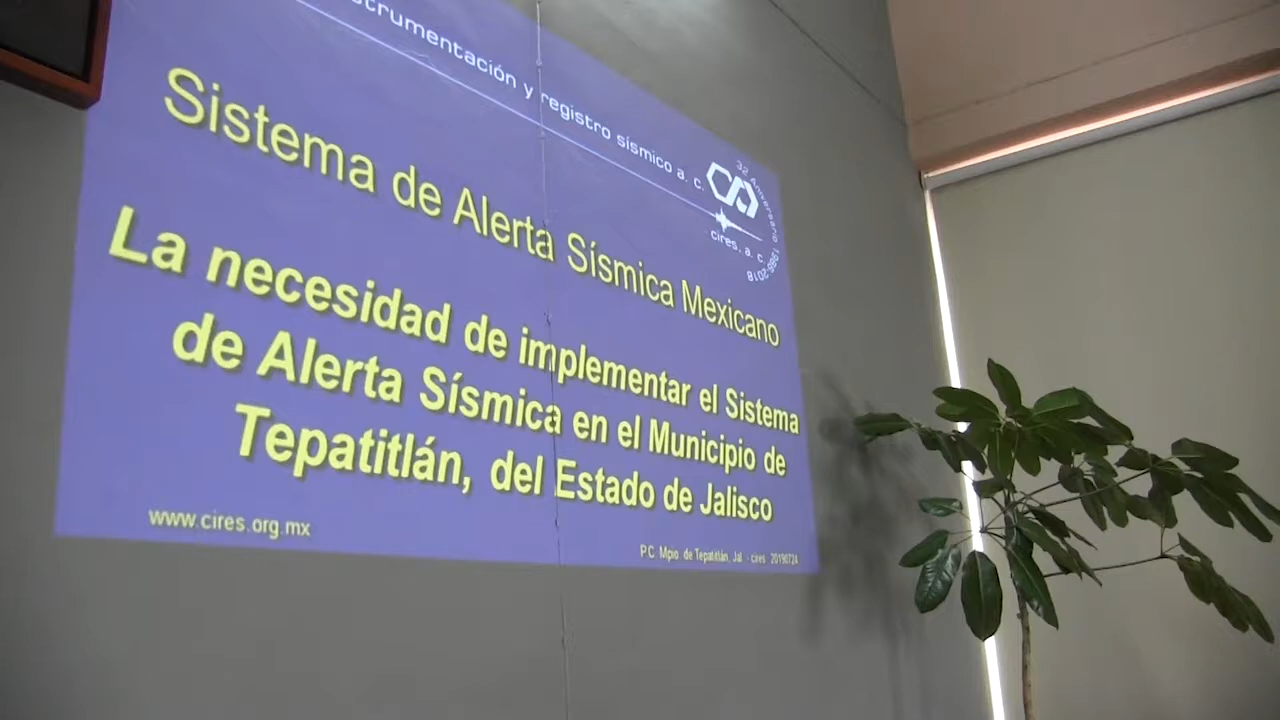 instrumentación y registro sísmico a. c.
32 Aniversario 1986-2018
cires, a. c.
Sistema de Alerta Sísmica Mexicano
La necesidad de implementar el Sistema
de Alerta Sísmica en el Municipio de
Tepatitlán, del Estado de Jalisco
www.cires.org.mx
P.C. Mpio. de Tepatitlán, Jal. - cires 20190724